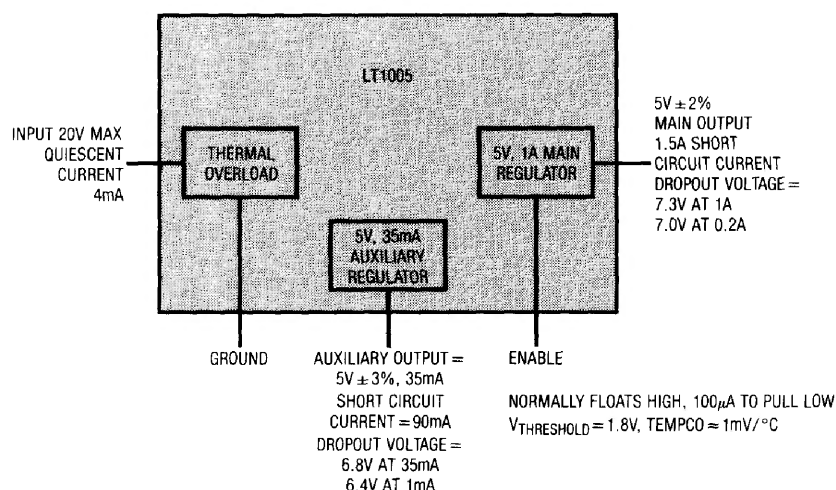 LT1005
INPUT 20V MAX
QUIESCENT
CURRENT
4mA
THERMAL
OVERLOAD
5V, 1A MAIN
REGULATOR
5V ± 2%
MAIN OUTPUT
1.5A SHORT
CIRCUIT CURRENT
DROPOUT VOLTAGE =
7.3V AT 1A
7.0V AT 0.2A
5V, 35mA
AUXILIARY
REGULATOR
GROUND
AUXILIARY OUTPUT =
5V ± 3%, 35mA
SHORT CIRCUIT
CURRENT = 90mA
DROPOUT VOLTAGE =
6.8V AT 35mA
6.4V AT 1mA
ENABLE
NORMALLY FLOATS HIGH, 100μA TO PULL LOW
VTHRESHOLD = 1.8V, TEMPCO ≈ 1mV/°C